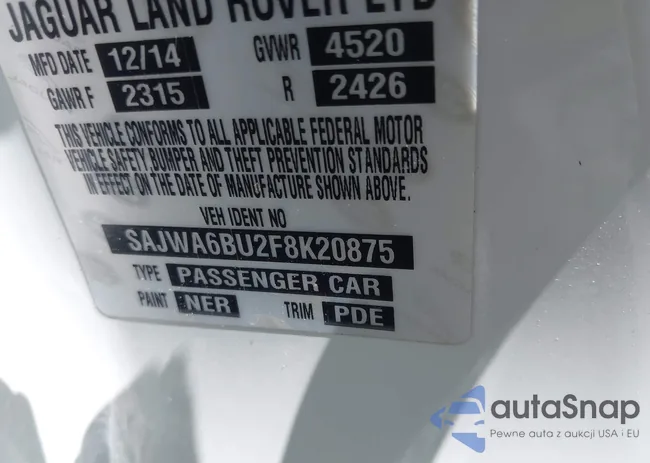 JAGUAR LAND ROVER LTD
MFD DATE 12/14 GVWR 4520
GAWR F 2315 R 2426
THIS VEHICLE CONFORMS TO ALL APPLICABLE FEDERAL MOTOR
VEHICLE SAFETY, BUMPER AND THEFT PREVENTION STANDARDS
IN EFFECT ON THE DATE OF MANUFACTURE SHOWN ABOVE.
VEH IDENT NO
SAJWA6BU2F8K20875
TYPE PASSENGER CAR
PAINT NER TRIM PDE
autaSnap
Pewne auta z aukcji USA i EU